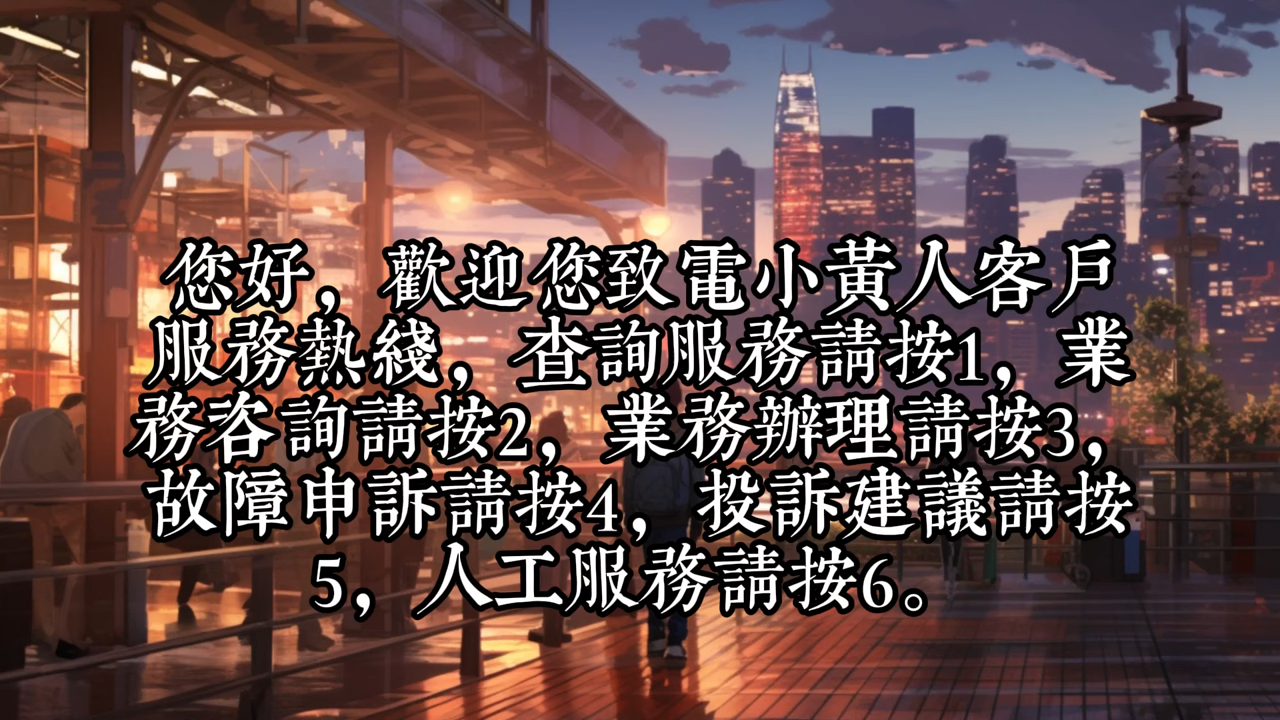 您好，歡迎您致電小黃人客戶
服務熱綫，查詢服務請按1，業
務咨詢請按2，業務辦理請按3，
故障申訴請按4，投訴建議請按
5，人工服務請按6。